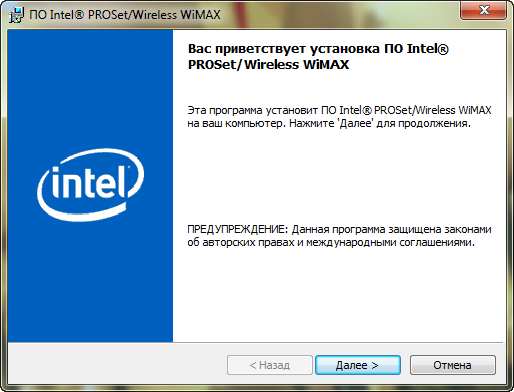 ПО Intel® PROSet/Wireless WiMAX
Вас приветствует установка ПО Intel®
PROSet/Wireless WiMAX
Эта программа установит ПО Intel® PROSet/Wireless WiMAX
на ваш компьютер. Нажмите 'Далее' для продолжения.
intel
ПРЕДУПРЕЖДЕНИЕ: Данная программа защищена законами
об авторских правах и международными соглашениями.
< Назад
Далее >
Отмена